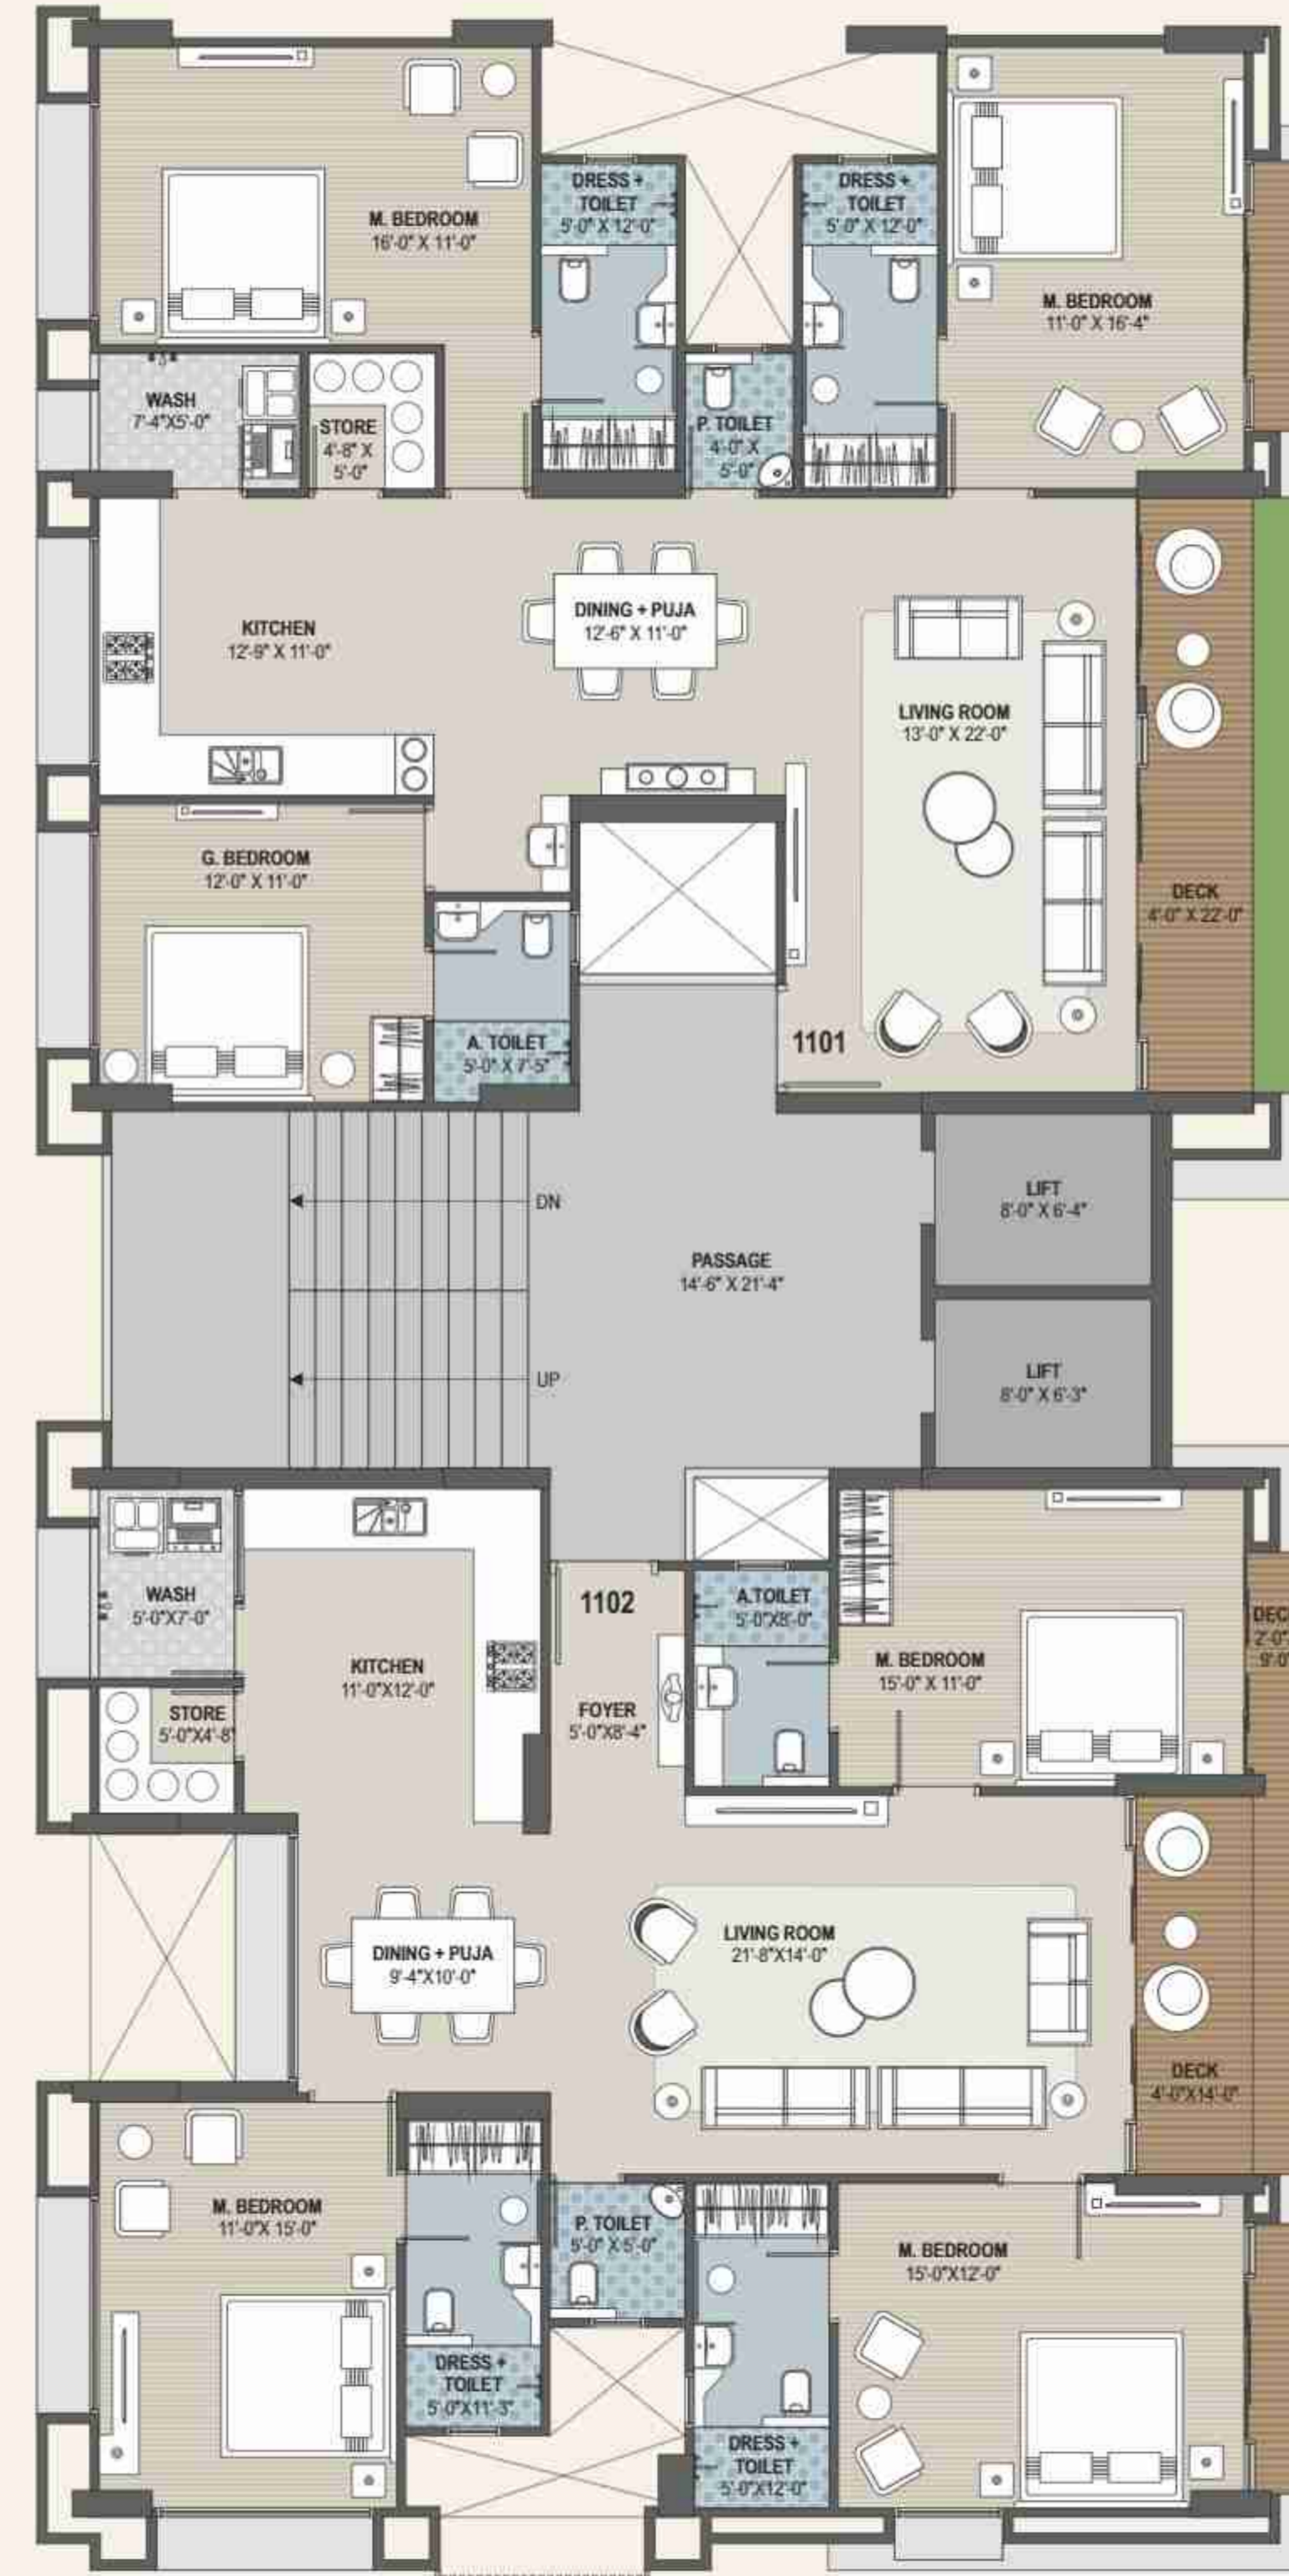 DRESS +
TOILET
5'-0" X 12'-0"
DRESS +
TOILET
5'-0" X 12'-0"
M. BEDROOM
16'-0" X 11'-0"
M. BEDROOM
11'-0" X 16'-4"
WASH
7'-4"X5'-0"
STORE
4'-8" X
5'-0"
P. TOILET
4'-0" X
5'-0"
KITCHEN
12'-9" X 11'-0"
DINING + PUJA
12'-6" X 11'-0"
LIVING ROOM
13'-0" X 22'-0"
G. BEDROOM
12'-0" X 11'-0"
DECK
4'-0" X 22'-0"
1101
A. TOILET
5'-0" X 7'-5"
DN
LIFT
8'-0" X 6'-4"
PASSAGE
14'-6" X 21'-4"
UP
LIFT
8'-0" X 6'-3"
WASH
5'-0"X7'-0"
1102
A.TOILET
5'-0"X8'-0"
KITCHEN
11'-0"X12'-0"
M. BEDROOM
15'-0" X 11'-0"
2'-0"
9'-0"
STORE
5'-0"X4'-8"
FOYER
5'-0"X8'-4"
DINING + PUJA
9'-4"X10'-0"
LIVING ROOM
21'-8"X14'-0"
DECK
4'-0"X14'-0"
M. BEDROOM
11'-0"X 15'-0"
P. TOILET
5'-0" X 5'-0"
M. BEDROOM
15'-0"X12'-0"
DRESS +
TOILET
5'-0"X11'-3"
DRESS +
TOILET
5'-0"X12'-0"